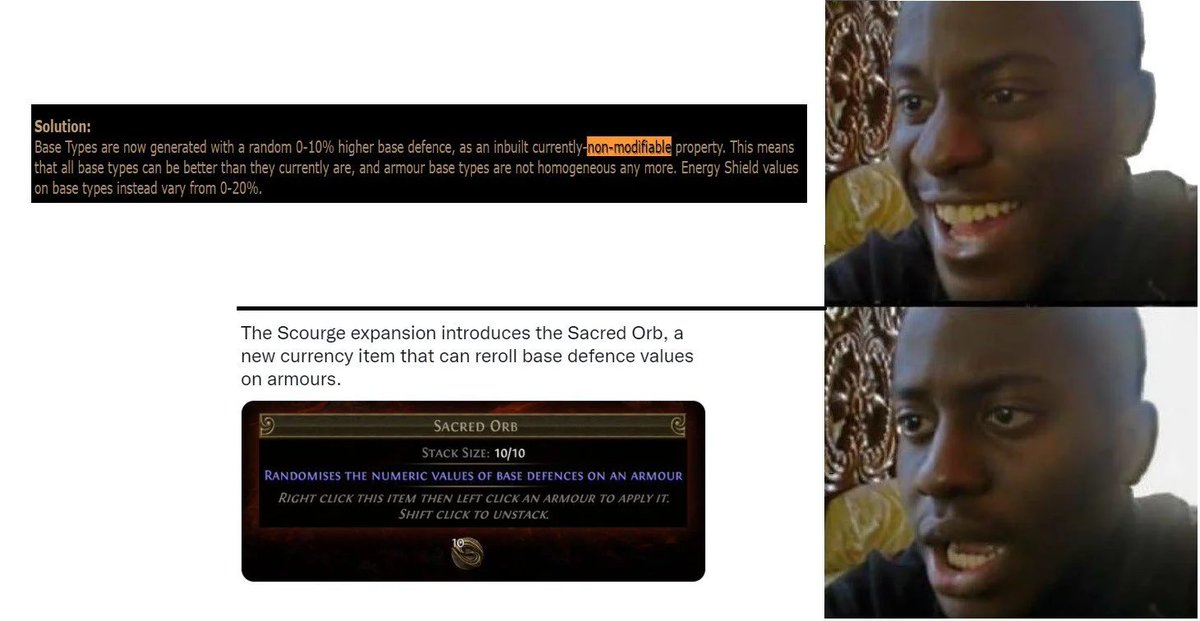 Solution:
Base Types are now generated with a random 0-10% higher base defence, as an inbuilt currently-non-modifiable property. This means
that all base types can be better than they currently are, and armour base types are not homogeneous any more. Energy Shield values
on base types instead vary from 0-20%.
The Scourge expansion introduces the Sacred Orb, a
new currency item that can reroll base defence values
on armours.
SACRED ORB
STACK SIZE: 10/10
RANDOMISES THE NUMERIC VALUES OF BASE DEFENCES ON AN ARMOUR
RIGHT CLICK THIS ITEM THEN LEFT CLICK AN ARMOUR TO APPLY IT.
SHIFT CLICK TO UNSTACK.
10